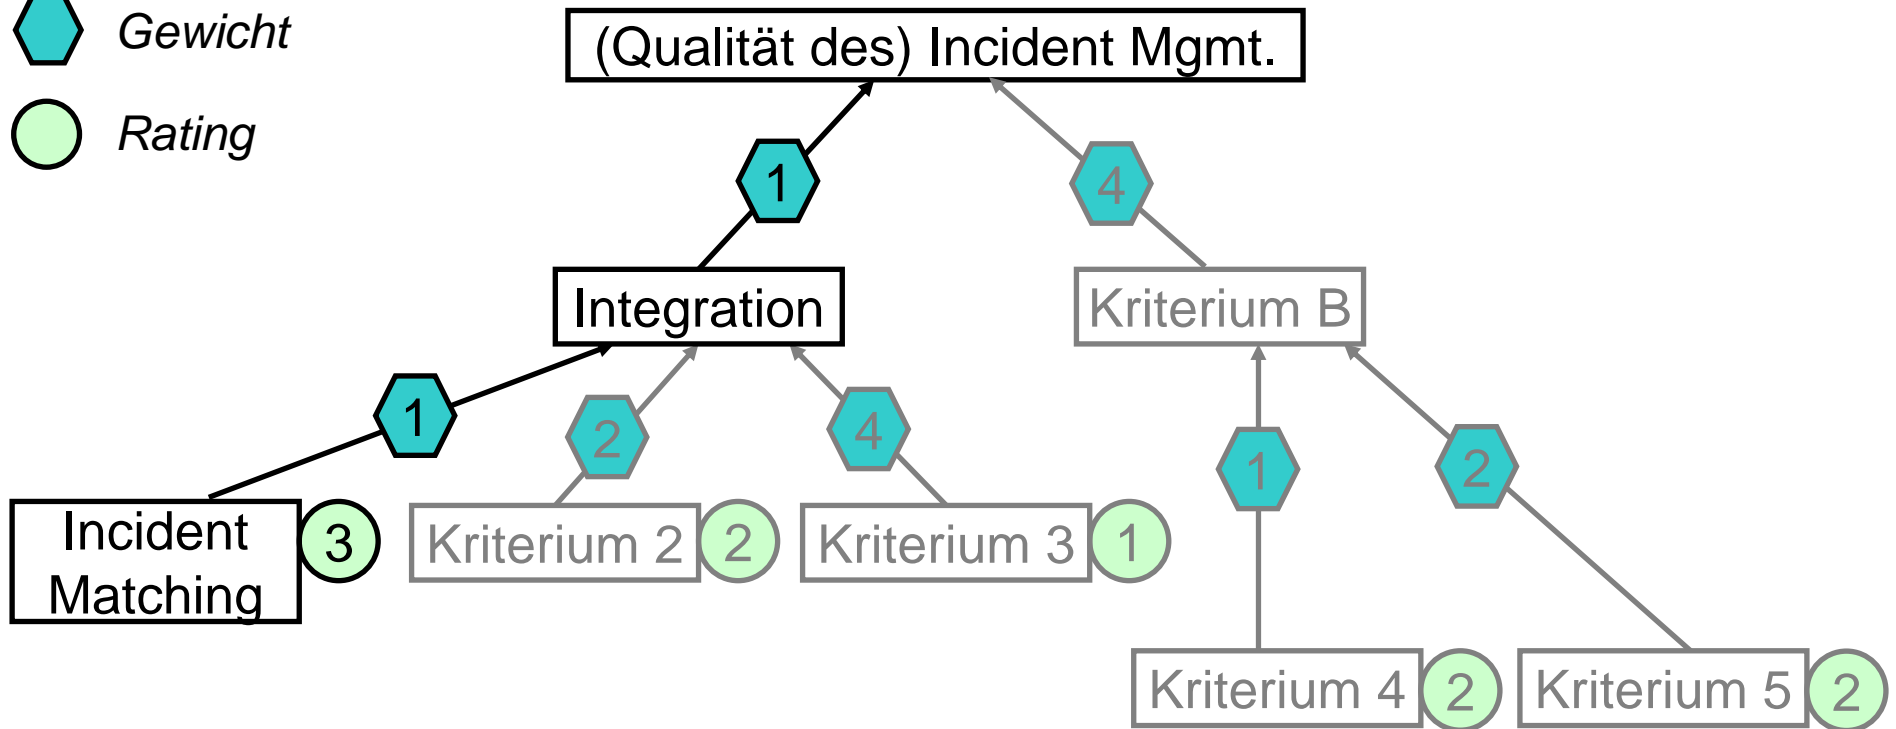 Gewicht
(Qualität des) Incident Mgmt.
Rating
1
4
Integration
Kriterium B
1
2
4
1
2
Incident
Matching
3
Kriterium 2
2
Kriterium 3
1
Kriterium 4
2
Kriterium 5
2